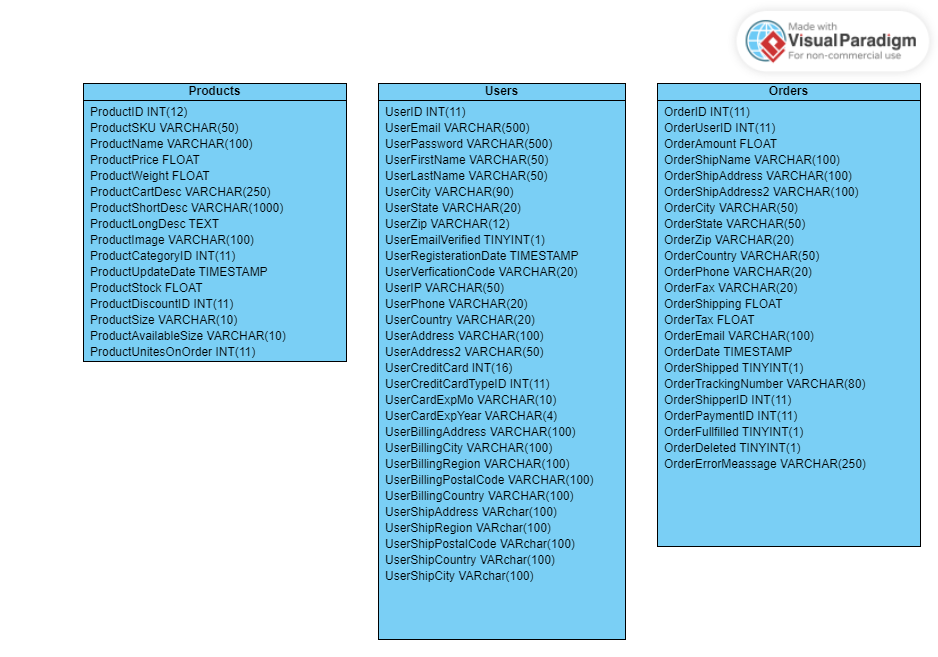 Made with
VisualParadigm
For non-commercial use
Products
ProductID INT(12)
ProductSKU VARCHAR(50)
ProductName VARCHAR(100)
ProductPrice FLOAT
ProductWeight FLOAT
ProductCartDesc VARCHAR(250)
ProductShortDesc VARCHAR(1000)
ProductLongDesc TEXT
ProductImage VARCHAR(100)
ProductCategoryID INT(11)
ProductUpdateDate TIMESTAMP
ProductStock FLOAT
ProductDiscountID INT(11)
ProductSize VARCHAR(10)
ProductAvailableSize VARCHAR(10)
ProductUnitesOnOrder INT(11)
Users
UserID INT(11)
UserEmail VARCHAR(500)
UserPassword VARCHAR(500)
UserFirstName VARCHAR(50)
UserLastName VARCHAR(50)
UserCity VARCHAR(90)
UserState VARCHAR(20)
UserZip VARCHAR(12)
UserEmailVerified TINYINT(1)
UserRegisterationDate TIMESTAMP
UserVerficationCode VARCHAR(20)
UserIP VARCHAR(50)
UserPhone VARCHAR(20)
UserCountry VARCHAR(20)
UserAddress VARCHAR(100)
UserAddress2 VARCHAR(50)
UserCreditCard INT(16)
UserCreditCardTypeID INT(11)
UserCardExpMo VARCHAR(10)
UserCardExpYear VARCHAR(4)
UserBillingAddress VARCHAR(100)
UserBillingCity VARCHAR(100)
UserBillingRegion VARCHAR(100)
UserBillingPostalCode VARCHAR(100)
UserBillingCountry VARCHAR(100)
UserShipAddress VARchar(100)
UserShipRegion VARchar(100)
UserShipPostalCode VARchar(100)
UserShipCountry VARchar(100)
UserShipCity VARchar(100)
Orders
OrderID INT(11)
OrderUserID INT(11)
OrderAmount FLOAT
OrderShipName VARCHAR(100)
OrderShipAddress VARCHAR(100)
OrderShipAddress2 VARCHAR(100)
OrderCity VARCHAR(50)
OrderState VARCHAR(50)
OrderZip VARCHAR(20)
OrderCountry VARCHAR(50)
OrderPhone VARCHAR(20)
OrderFax VARCHAR(20)
OrderShipping FLOAT
OrderTax FLOAT
OrderEmail VARCHAR(100)
OrderDate TIMESTAMP
OrderShipped TINYINT(1)
OrderTrackingNumber VARCHAR(80)
OrderShipperID INT(11)
OrderPaymentID INT(11)
OrderFullfilled TINYINT(1)
OrderDeleted TINYINT(1)
OrderErrorMeassage VARCHAR(250)